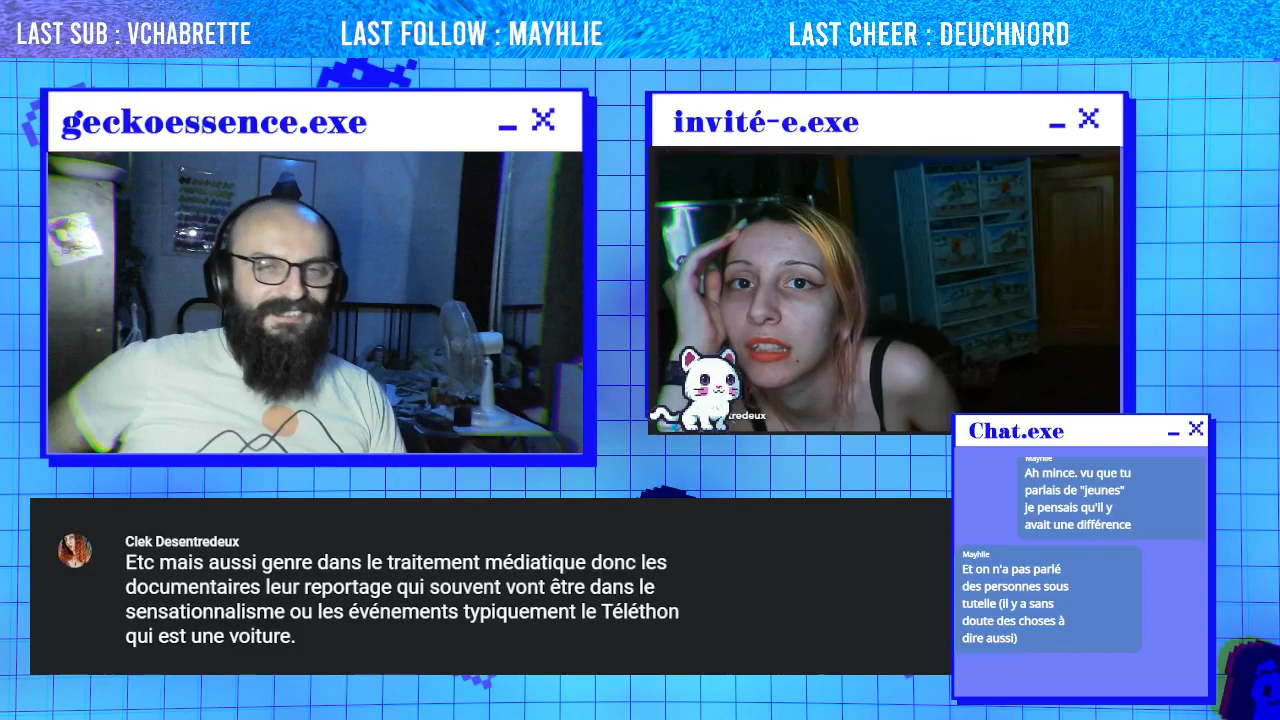 LAST SUB : VCHABRETTE
LAST FOLLOW : MAYHLIE
LAST CHEER : DEUCHNORD
geckoessence.exe
invité-e.exe
tredeux
Clek Desentredeux
Etc mais aussi genre dans le traitement médiatique donc les
documentaires leur reportage qui souvent vont être dans le
sensationnalisme ou les événements typiquement le Téléthon
qui est une voiture.
Chat.exe
Mayhlie
Ah mince. vu que tu
parlais de "jeunes"
je pensais qu'il y
avait une différence
Mayhlie
Et on n'a pas parlé
des personnes sous
tutelle (il y a sans
doute des choses à
dire aussi)